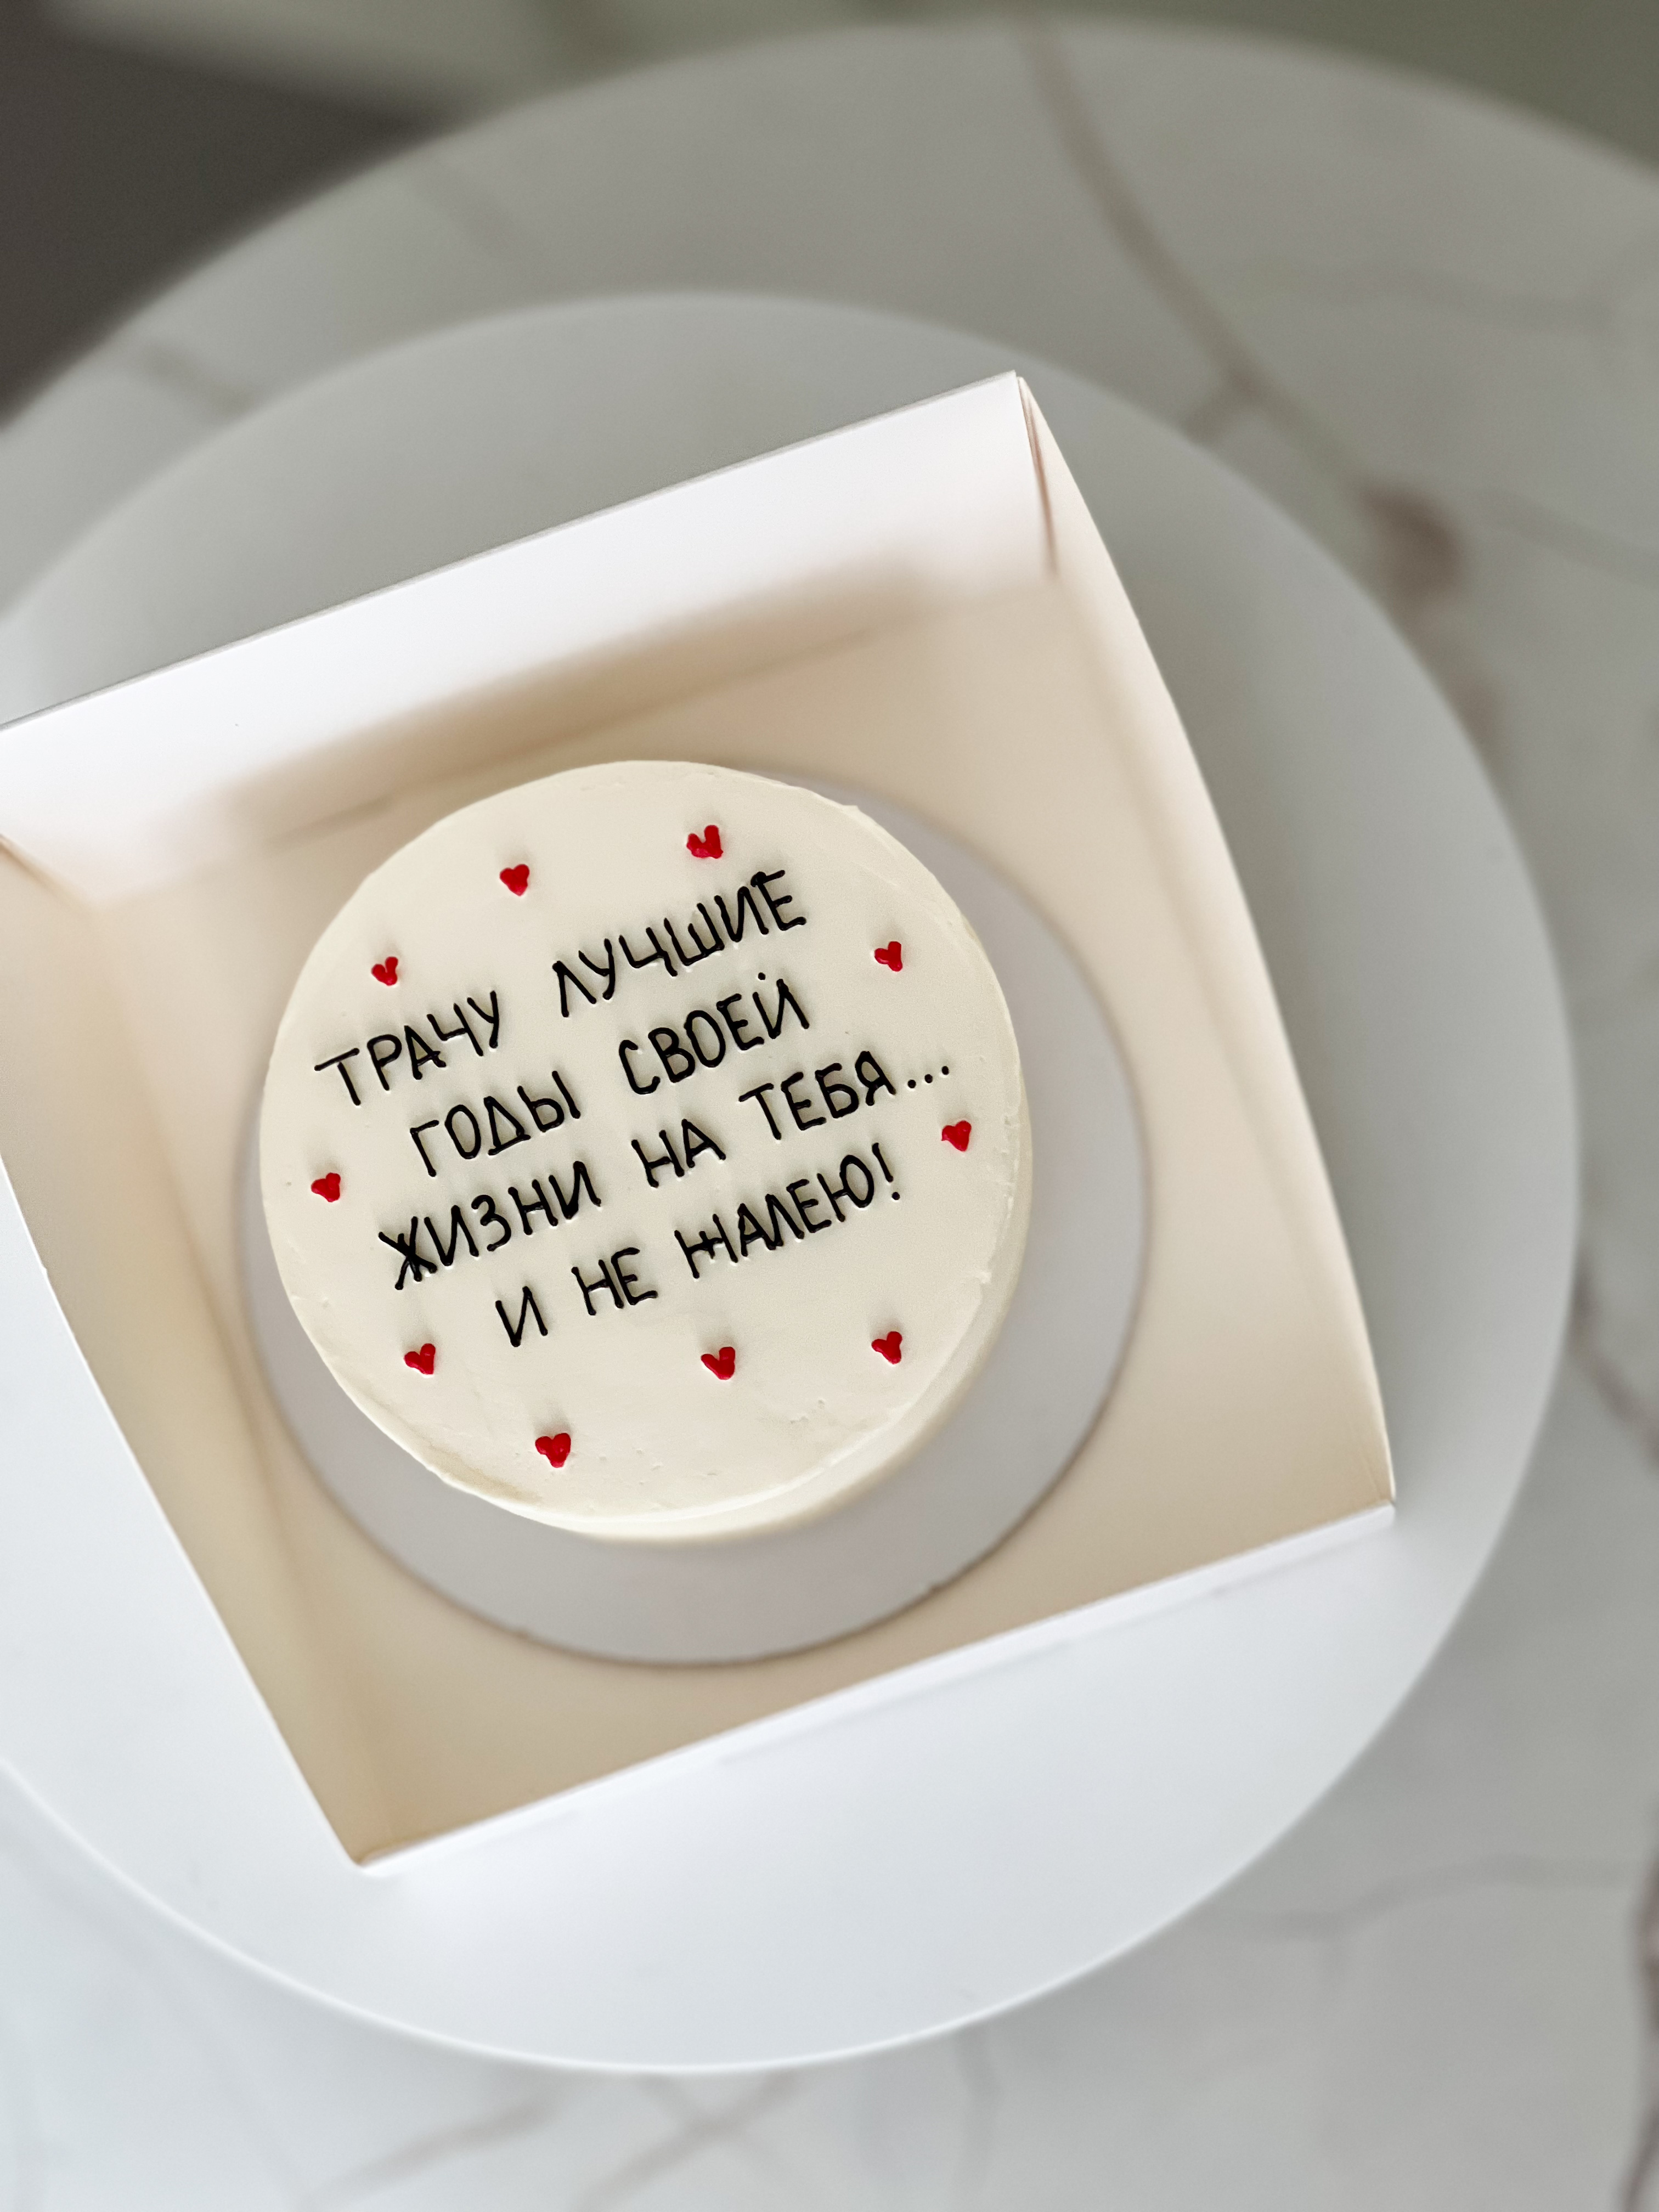 ТРАЧУ ЛУЧШИЕ
ГОДЫ СВОЕЙ
ЖИЗНИ НА ТЕБЯ...
И НЕ ЖАЛЕЮ!